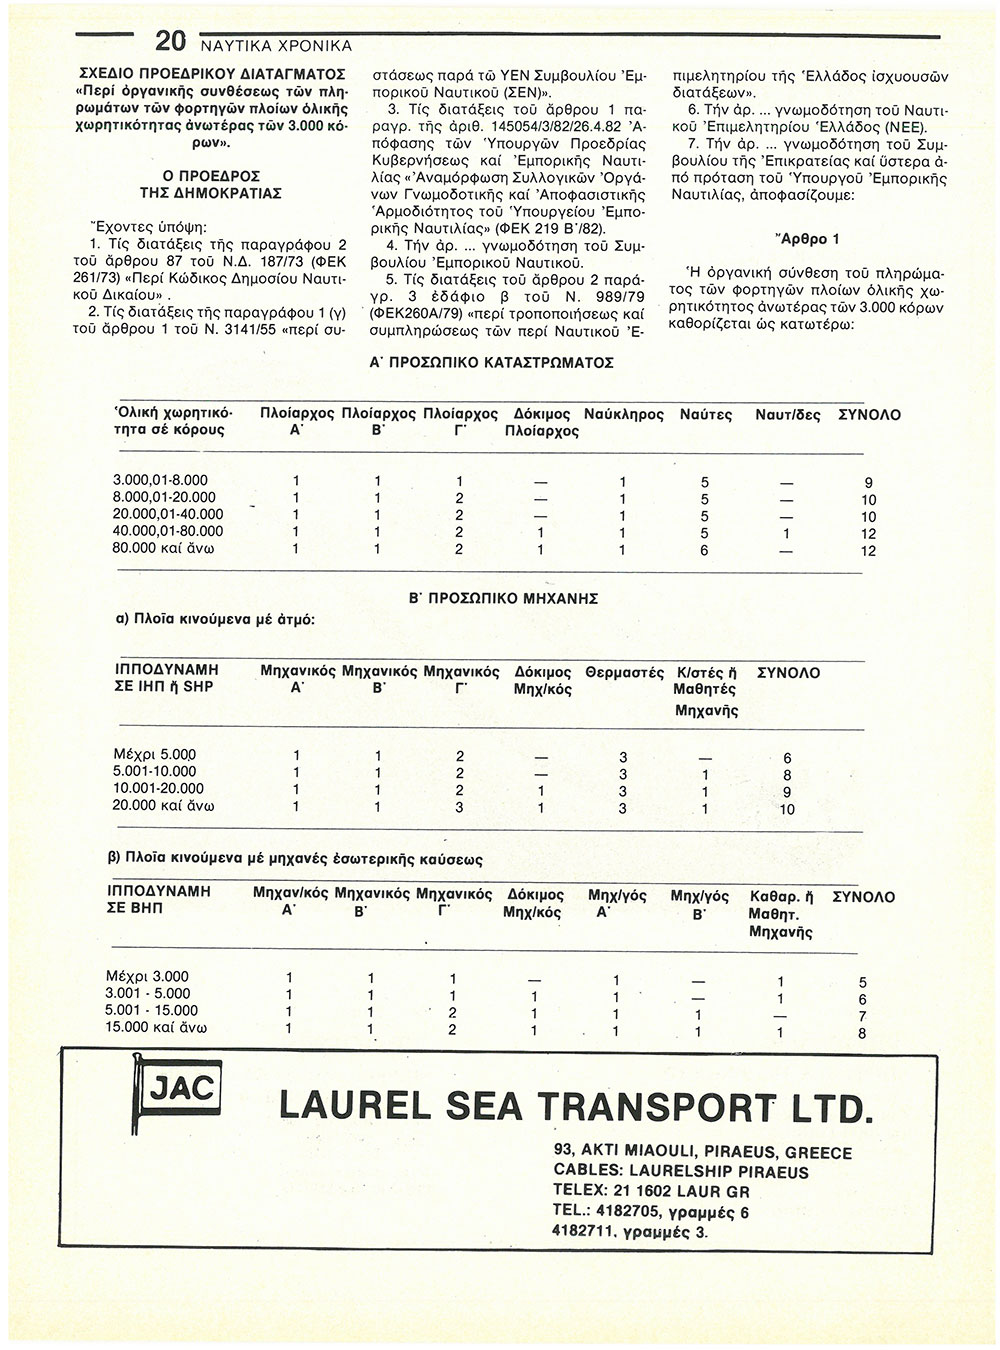 20 ΝΑΥΤΙΚΑ ΧΡΟΝΙΚΑ
ΣΧΕΔΙΟ ΠΡΟΕΔΡΙΚΟΥ ΔΙΑΤΑΓΜΑΤΟΣ
«Περί ὀργανικῆς συνθέσεως τῶν πλη-
ρωμάτων τῶν φορτηγῶν πλοίων ὁλικῆς
χωρητικότητας ἀνωτέρας τῶν 3.000 κό-
ρων».
Ο ΠΡΟΕΔΡΟΣ
ΤΗΣ ΔΗΜΟΚΡΑΤΙΑΣ
Ἔχοντες ὑπόψη:
1. Τίς διατάξεις τῆς παραγράφου 2
τοῦ ἄρθρου 87 τοῦ Ν.Δ. 187/73 (ΦΕΚ
261/73) «Περί Κώδικος Δημοσίου Ναυτι-
κοῦ Δικαίου» .
2. Τίς διατάξεις τῆς παραγράφου 1 (γ)
τοῦ ἄρθρου 1 τοῦ Ν. 3141/55 «περί συ-
στάσεως παρά τῶ ΥΕΝ Συμβουλίου Ἐμ-
πορικοῦ Ναυτικοῦ (ΣΕΝ)».
3. Τίς διατάξεις τοῦ ἄρθρου 1 πα-
ραγρ. τῆς ἀριθ. 145054/3/82/26.4.82 Ἀ-
πόφασης τῶν Ὑπουργῶν Προεδρίας
Κυβερνήσεως καί Ἐμπορικῆς Ναυτι-
λίας «Ἀναμόρφωση Συλλογικῶν Ὀργά-
νων Γνωμοδοτικῆς καί Ἀποφασιστικῆς
Ἁρμοδιότητος τοῦ Ὑπουργείου Ἐμπο-
ρικῆς Ναυτιλίας» (ΦΕΚ 219 Β΄/82).
4. Τήν ἀρ. ... γνωμοδότηση τοῦ Συμ-
βουλίου Ἐμπορικοῦ Ναυτικοῦ.
5. Τίς διατάξεις τοῦ ἄρθρου 2 παρά-
γρ. 3 ἐδάφιο β τοῦ Ν. 989/79
(ΦΕΚ260Α/79) «περί τροποποιήσεως καί
συμπληρώσεως τῶν περί Ναυτικοῦ Ἐ-
πιμελητηρίου τῆς Ἑλλάδος ἰσχυουσῶν
διατάξεων».
6. Τήν ἀρ. ... γνωμοδότηση τοῦ Ναυτι-
κοῦ Ἐπιμελητηρίου Ἑλλάδος (ΝΕΕ).
7. Τήν ἀρ. ... γνωμοδότηση τοῦ Συμ-
βουλίου τῆς Ἐπικρατείας καί ὕστερα ἀ-
πό πρόταση τοῦ Ὑπουργοῦ Ἐμπορικῆς
Ναυτιλίας, ἀποφασίζουμε:
Ἄρθρο 1
Ἡ ὀργανική σύνθεση τοῦ πληρώμα-
τος τῶν φορτηγῶν πλοίων ὁλικῆς χω-
ρητικότητος ἀνωτέρας τῶν 3.000 κόρων
καθορίζεται ὡς κατωτέρω:
Α΄ ΠΡΟΣΩΠΙΚΟ ΚΑΤΑΣΤΡΩΜΑΤΟΣ
Ὁλική χωρητικό- Πλοίαρχος Πλοίαρχος Πλοίαρχος Δόκιμος Ναύκληρος Ναύτες Ναυτ/δες ΣΥΝΟΛΟ
τητα σέ κόρους Α΄ Β΄ Γ΄ Πλοίαρχος
3.000,01-8.000 1 1 1 — 1 5 — 9
8.000,01-20.000 1 1 2 — 1 5 — 10
20.000,01-40.000 1 1 2 — 1 5 — 10
40.000,01-80.000 1 1 2 1 1 5 1 12
80.000 καί ἄνω 1 1 2 1 1 6 — 12
Β΄ ΠΡΟΣΩΠΙΚΟ ΜΗΧΑΝΗΣ
α) Πλοῖα κινούμενα μέ ἀτμό:
ΙΠΠΟΔΥΝΑΜΗ Μηχανικός Μηχανικός Μηχανικός Δόκιμος Θερμαστές Κ/στές ἤ ΣΥΝΟΛΟ
ΣΕ ΙΗΠ ἤ SHP Α΄ Β΄ Γ΄ Μηχ/κός Μαθητές
Μηχανῆς
Μέχρι 5.000 1 1 2 — 3 — 6
5.001-10.000 1 1 2 — 3 1 8
10.001-20.000 1 1 2 1 3 1 9
20.000 καί ἄνω 1 1 3 1 3 1 10
β) Πλοῖα κινούμενα μέ μηχανές ἐσωτερικῆς καύσεως
ΙΠΠΟΔΥΝΑΜΗ Μηχαν/κός Μηχανικός Μηχανικός Δόκιμος Μηχ/γός Μηχ/γός Καθαρ. ἤ ΣΥΝΟΛΟ
ΣΕ ΒΗΠ Α΄ Β΄ Γ΄ Μηχ/κός Α΄ Β΄ Μαθητ.
Μηχανῆς
Μέχρι 3.000 1 1 1 — 1 — 1 5
3.001 - 5.000 1 1 1 1 1 — 1 6
5.001 - 15.000 1 1 2 1 1 1 — 7
15.000 καί ἄνω 1 1 2 1 1 1 1 8
JAC
LAUREL SEA TRANSPORT LTD.
93, AKTI MIAOULI, PIRAEUS, GREECE
CABLES: LAURELSHIP PIRAEUS
TELEX: 21 1602 LAUR GR
TEL.: 4182705, γραμμές 6
4182711, γραμμές 3.